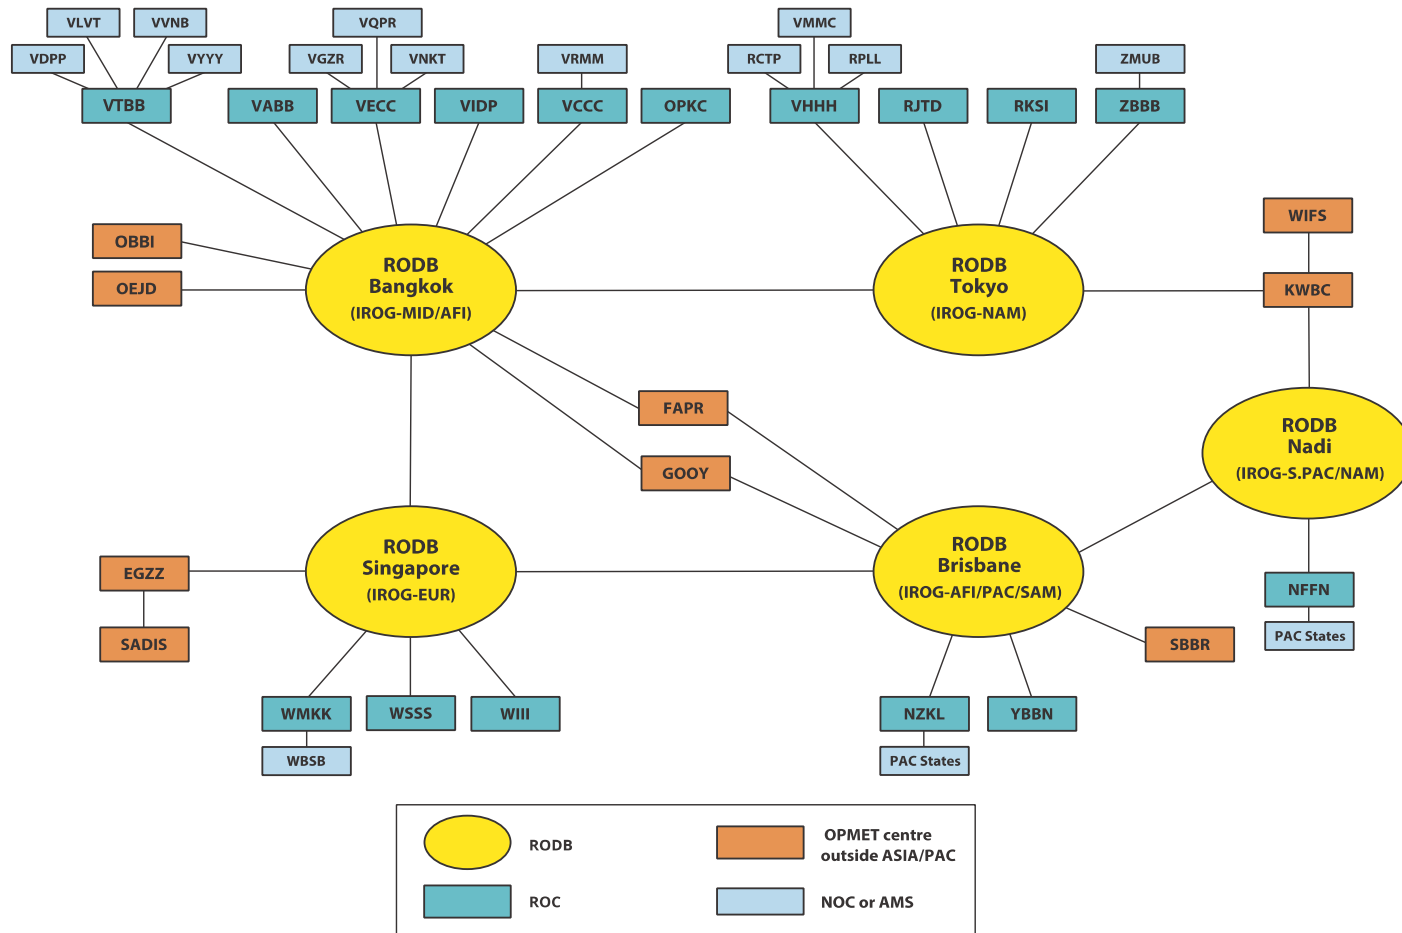 VLVT
VVNB
VQPR
VMMC
VDPP
VYYY
VGZR
VNKT
VRMM
RCTP
RPLL
ZMUB
VTBB
VABB
VECC
VIDP
VCCC
OPKC
VHHH
RJTD
RKSI
ZBBB
OBBI
OEJD
RODB
Bangkok
(IROG-MID/AFI)
RODB
Tokyo
(IROG-NAM)
WIFS
KWBC
FAPR
GOOY
RODB
Nadi
(IROG-S.PAC/NAM)
EGZZ
SADIS
RODB
Singapore
(IROG-EUR)
RODB
Brisbane
(IROG-AFI/PAC/SAM)
NFFN
PAC States
SBBR
WMKK
WSSS
WIII
WBSB
NZKL
YBBN
PAC States
RODB
OPMET centre
outside ASIA/PAC
ROC
NOC or AMS